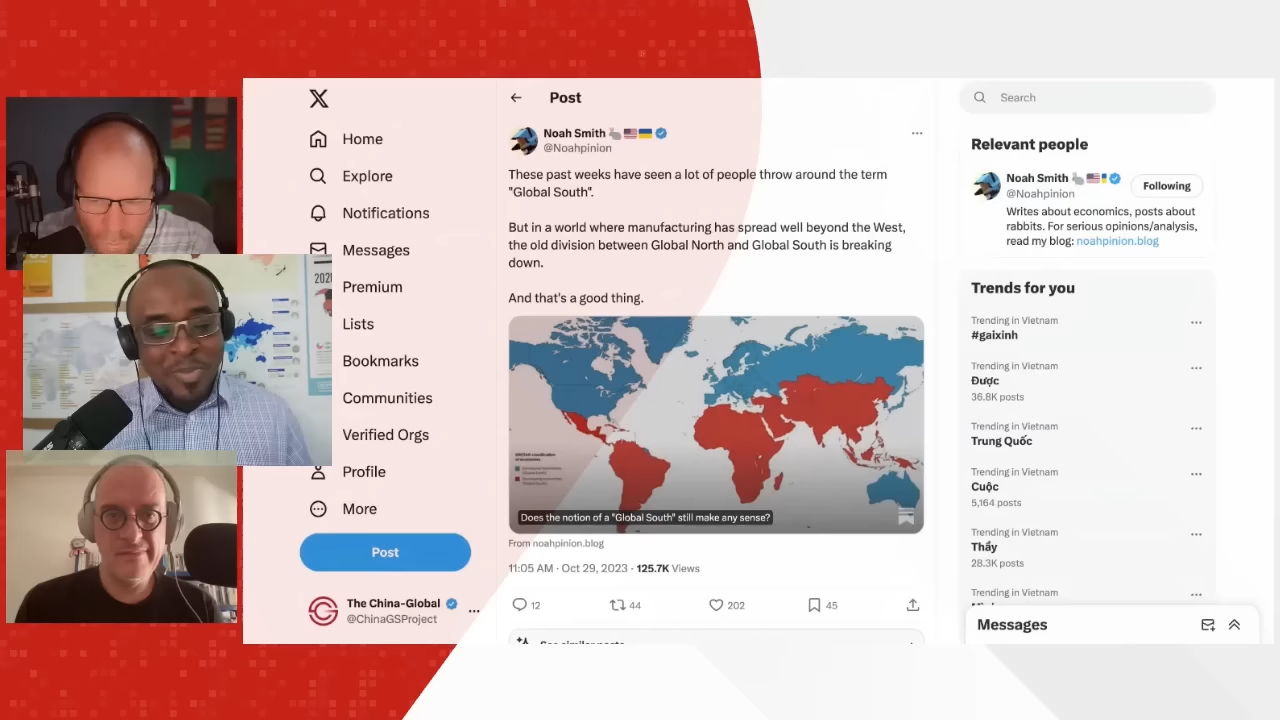 Home
Explore
Notifications
Messages
Premium
Lists
Bookmarks
Communities
Verified Orgs
Profile
More
Post
The China-Global
@ChinaGSProject
Post
Noah Smith
@Noahpinion
These past weeks have seen a lot of people throw around the term
"Global South".
But in a world where manufacturing has spread well beyond the West,
the old division between Global North and Global South is breaking
down.
And that's a good thing.
Does the notion of a "Global South" still make any sense?
From noahpinion.blog
11:05 AM · Oct 29, 2023 · 125.7K Views
12
44
202
45
Search
Relevant people
Noah Smith
@Noahpinion
Following
Writes about economics, posts about
rabbits. For serious opinions/analysis,
read my blog: noahpinion.blog
Trends for you
Trending in Vietnam
#gaixinh
Trending in Vietnam
Được
36.8K posts
Trending in Vietnam
Trung Quốc
Trending in Vietnam
Cuộc
5,164 posts
Trending in Vietnam
Thầy
28.3K posts
Trending in Vietnam
Messages